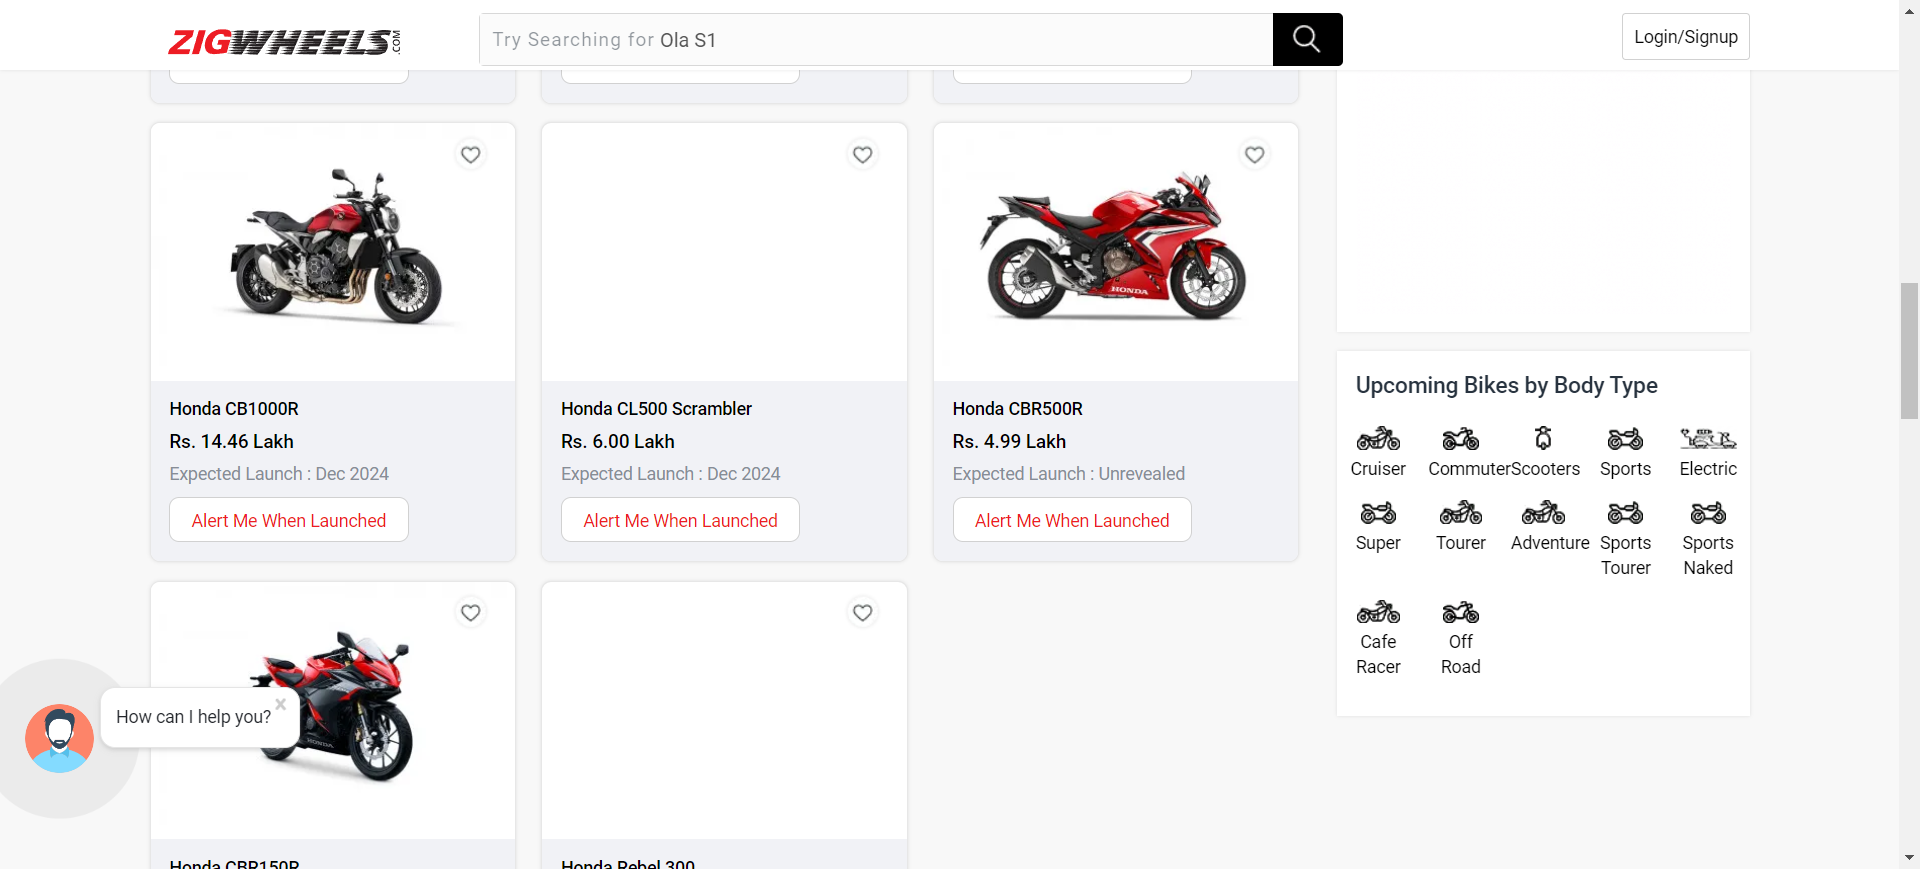 ZIGWHEELS.COM
Try Searching for Ola S1
Login/Signup
Honda CB1000R
Rs. 14.46 Lakh
Expected Launch : Dec 2024
Alert Me When Launched
Honda CL500 Scrambler
Rs. 6.00 Lakh
Expected Launch : Dec 2024
Alert Me When Launched
HONDA
Honda CBR500R
Rs. 4.99 Lakh
Expected Launch : Unrevealed
Alert Me When Launched
HONDA
Honda CBR150R
Honda Rebel 300
How can I help you?
Upcoming Bikes by Body Type
Cruiser
Commuter
Scooters
Sports
Electric
Super
Tourer
Adventure
Sports
Tourer
Sports
Naked
Cafe
Racer
Off
Road